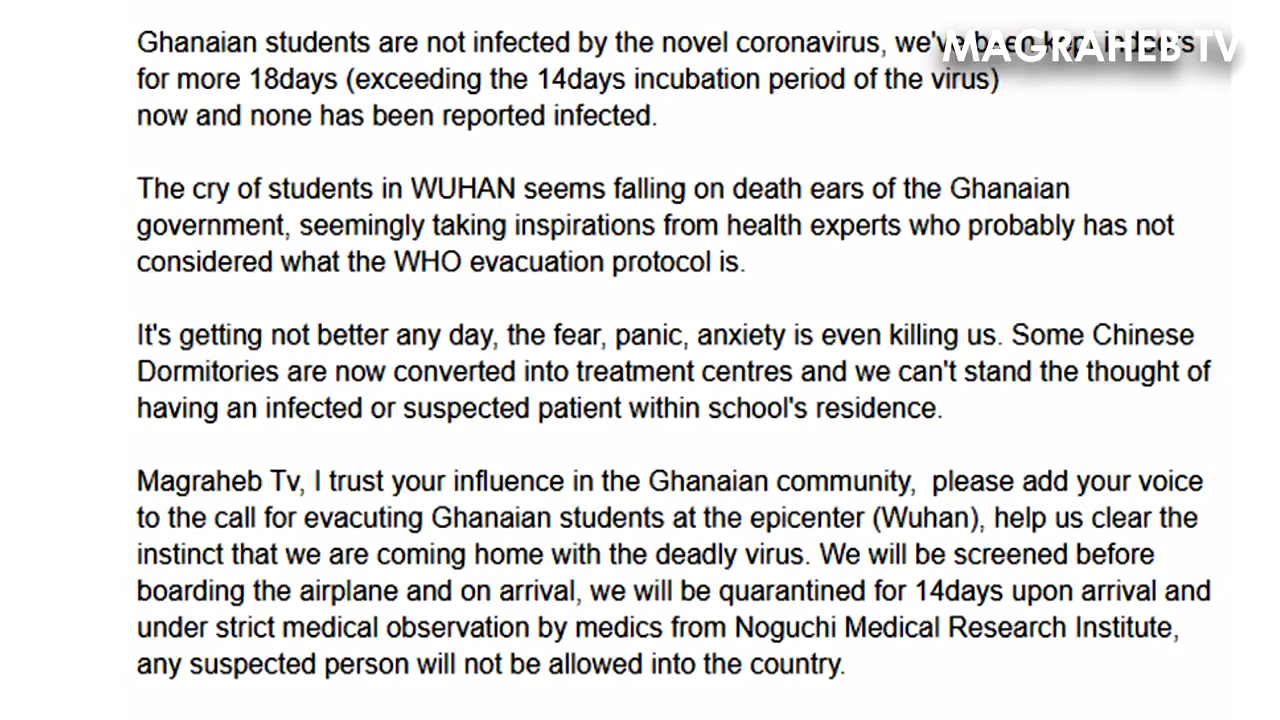 Ghanaian students are not infected by the novel coronavirus, we've been kept indoors
MAGRAHEB TV
for more 18days (exceeding the 14days incubation period of the virus)
now and none has been reported infected.
The cry of students in WUHAN seems falling on death ears of the Ghanaian
government, seemingly taking inspirations from health experts who probably has not
considered what the WHO evacuation protocol is.
It's getting not better any day, the fear, panic, anxiety is even killing us. Some Chinese
Dormitories are now converted into treatment centres and we can't stand the thought of
having an infected or suspected patient within school's residence.
Magraheb Tv, I trust your influence in the Ghanaian community,  please add your voice
to the call for evacuting Ghanaian students at the epicenter (Wuhan), help us clear the
instinct that we are coming home with the deadly virus. We will be screened before
boarding the airplane and on arrival, we will be quarantined for 14days upon arrival and
under strict medical observation by medics from Noguchi Medical Research Institute,
any suspected person will not be allowed into the country.